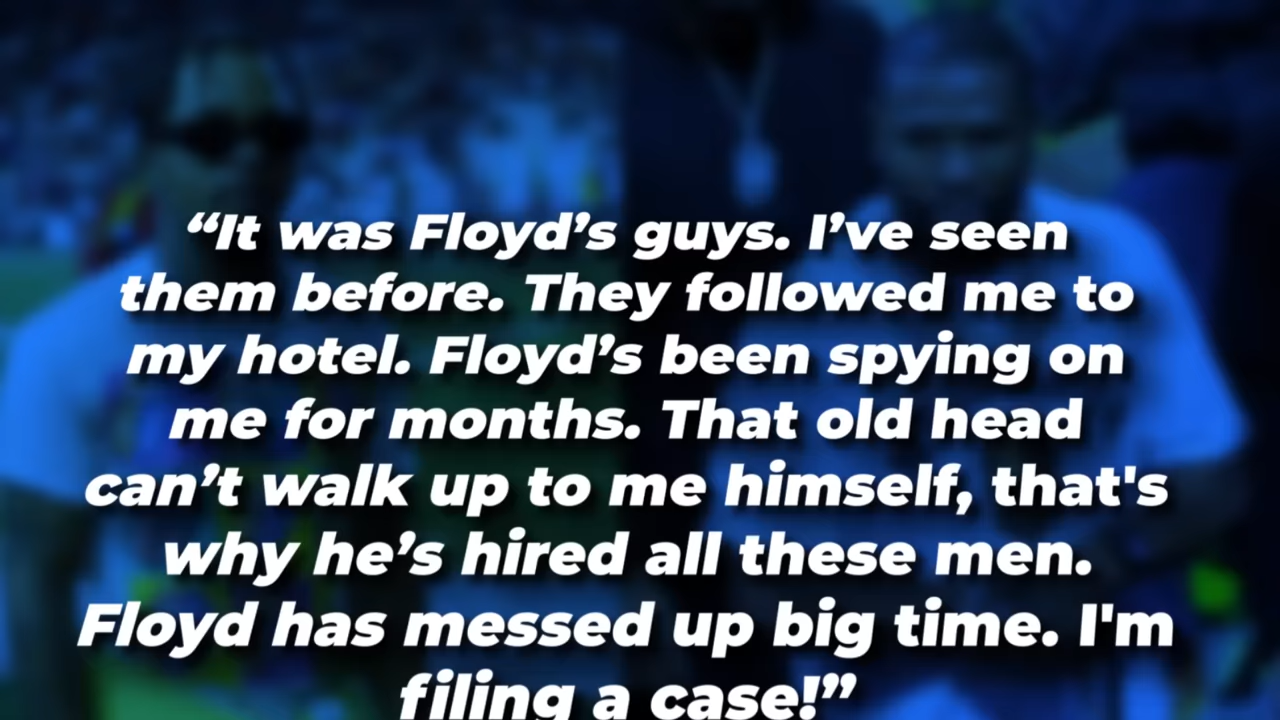 “It was Floyd’s guys. I’ve seen
them before. They followed me to
my hotel. Floyd’s been spying on
me for months. That old head
can’t walk up to me himself, that's
why he’s hired all these men.
Floyd has messed up big time. I'm
filing a case!”